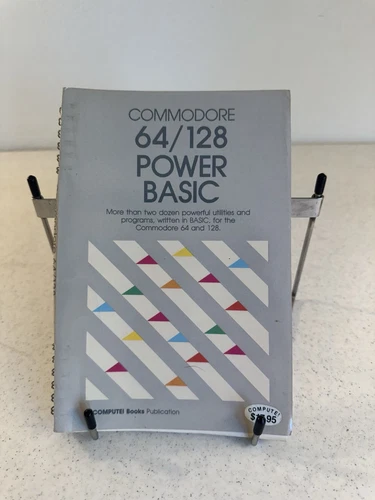 COMMODORE
64/128
POWER
BASIC
More than two dozen powerful utilities and
programs, written in BASIC, for the
Commodore 64 and 128.
COMPUTE! Books Publication
COMPUTE!